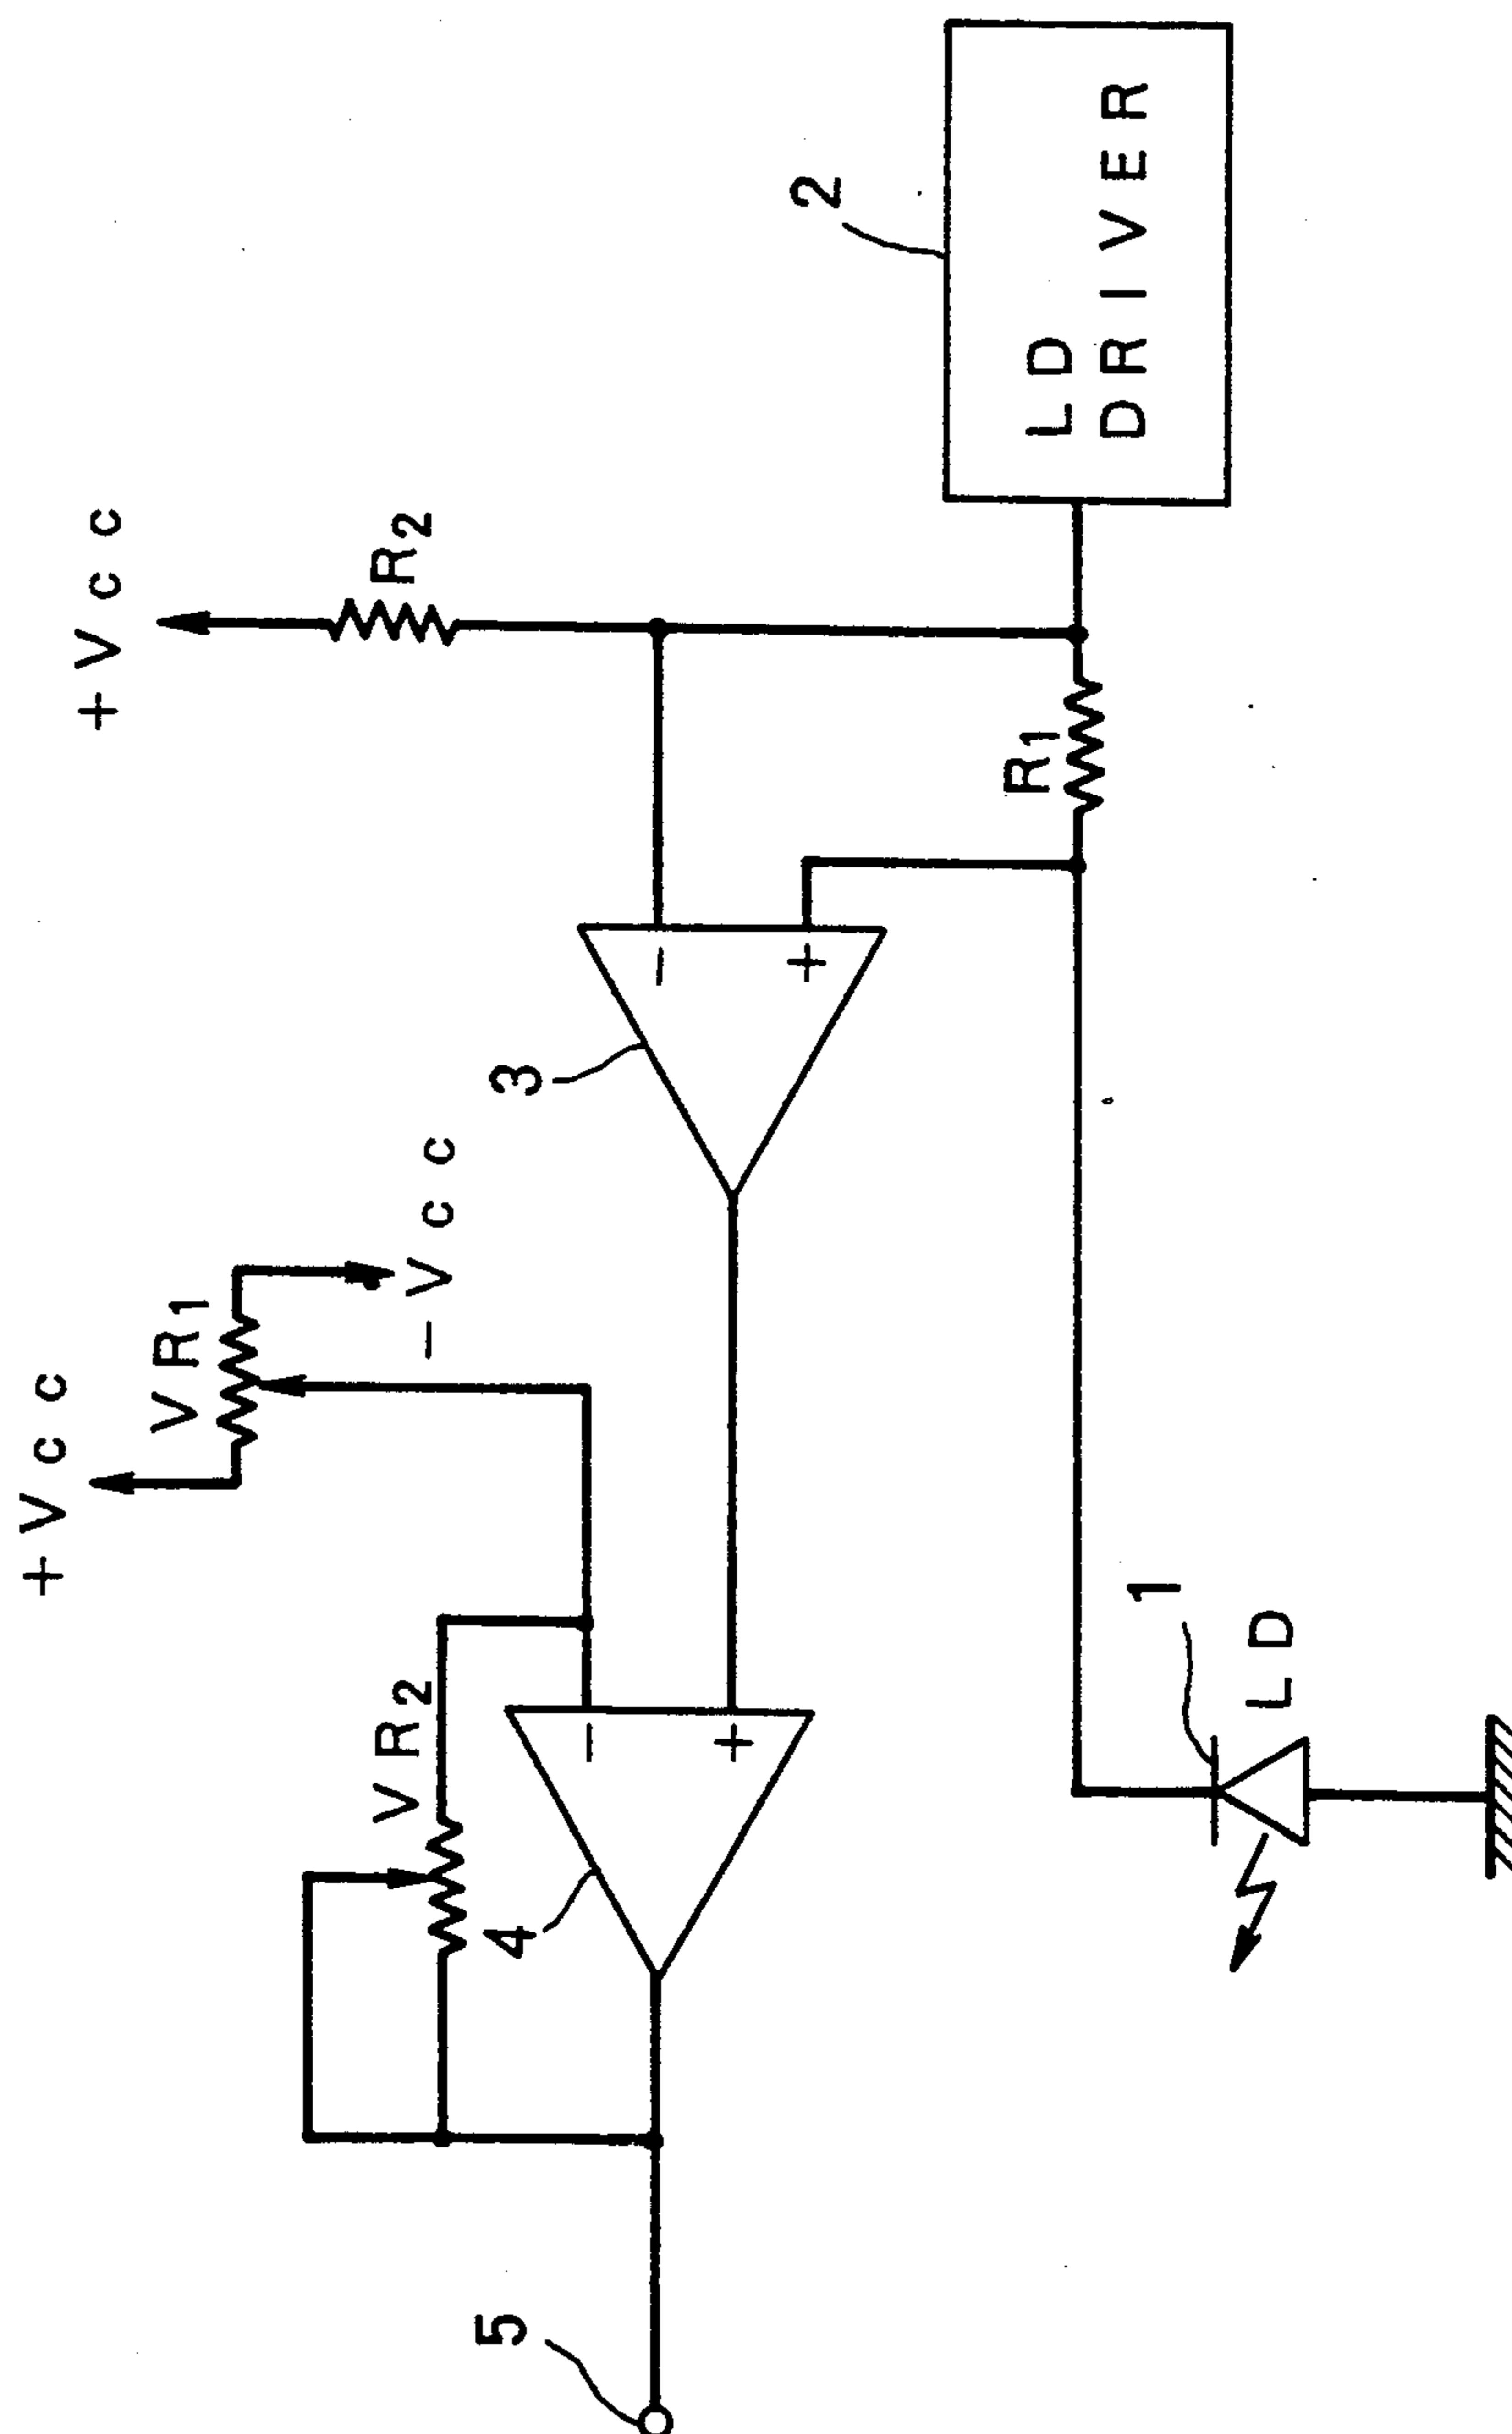 +Vcc
VR1
-Vcc
+Vcc
R2
VR2
4
-
+
3
-
+
2
LD
DRIVER
R1
5
1
LD